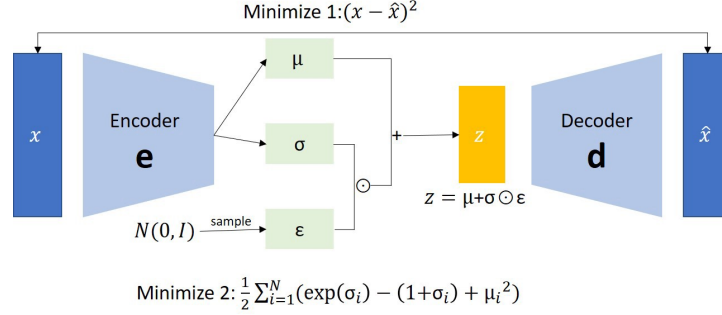 Minimize 1:(x − x̂)²
μ
Encoder
e
x
σ
+
z
Decoder
d
x̂
⊙
z = μ+σ⊙ε
N(0, I)
sample
ε
Minimize 2: ½ ∑ᵢ₌₁ᴺ(exp(σᵢ) − (1+σᵢ) + μᵢ²)